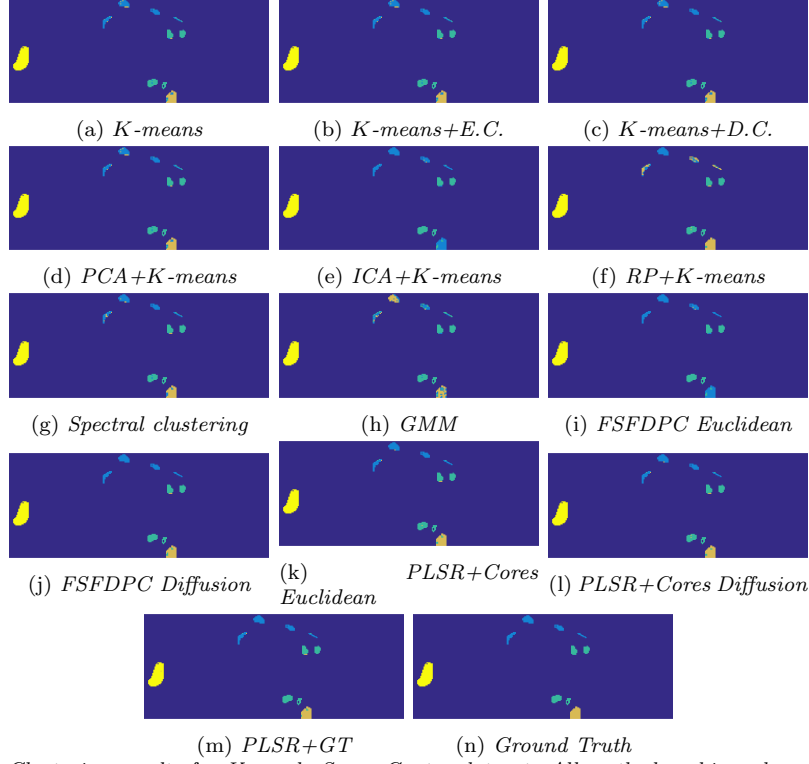 (a) K-means
(b) K-means+E.C.
(c) K-means+D.C.
(d) PCA+K-means
(e) ICA+K-means
(f) RP+K-means
(g) Spectral clustering
(h) GMM
(i) FSFDPC Euclidean
(j) FSFDPC Diffusion
(k) PLSR+Cores
Euclidean
(l) PLSR+Cores Diffusion
(m) PLSR+GT
(n) Ground Truth